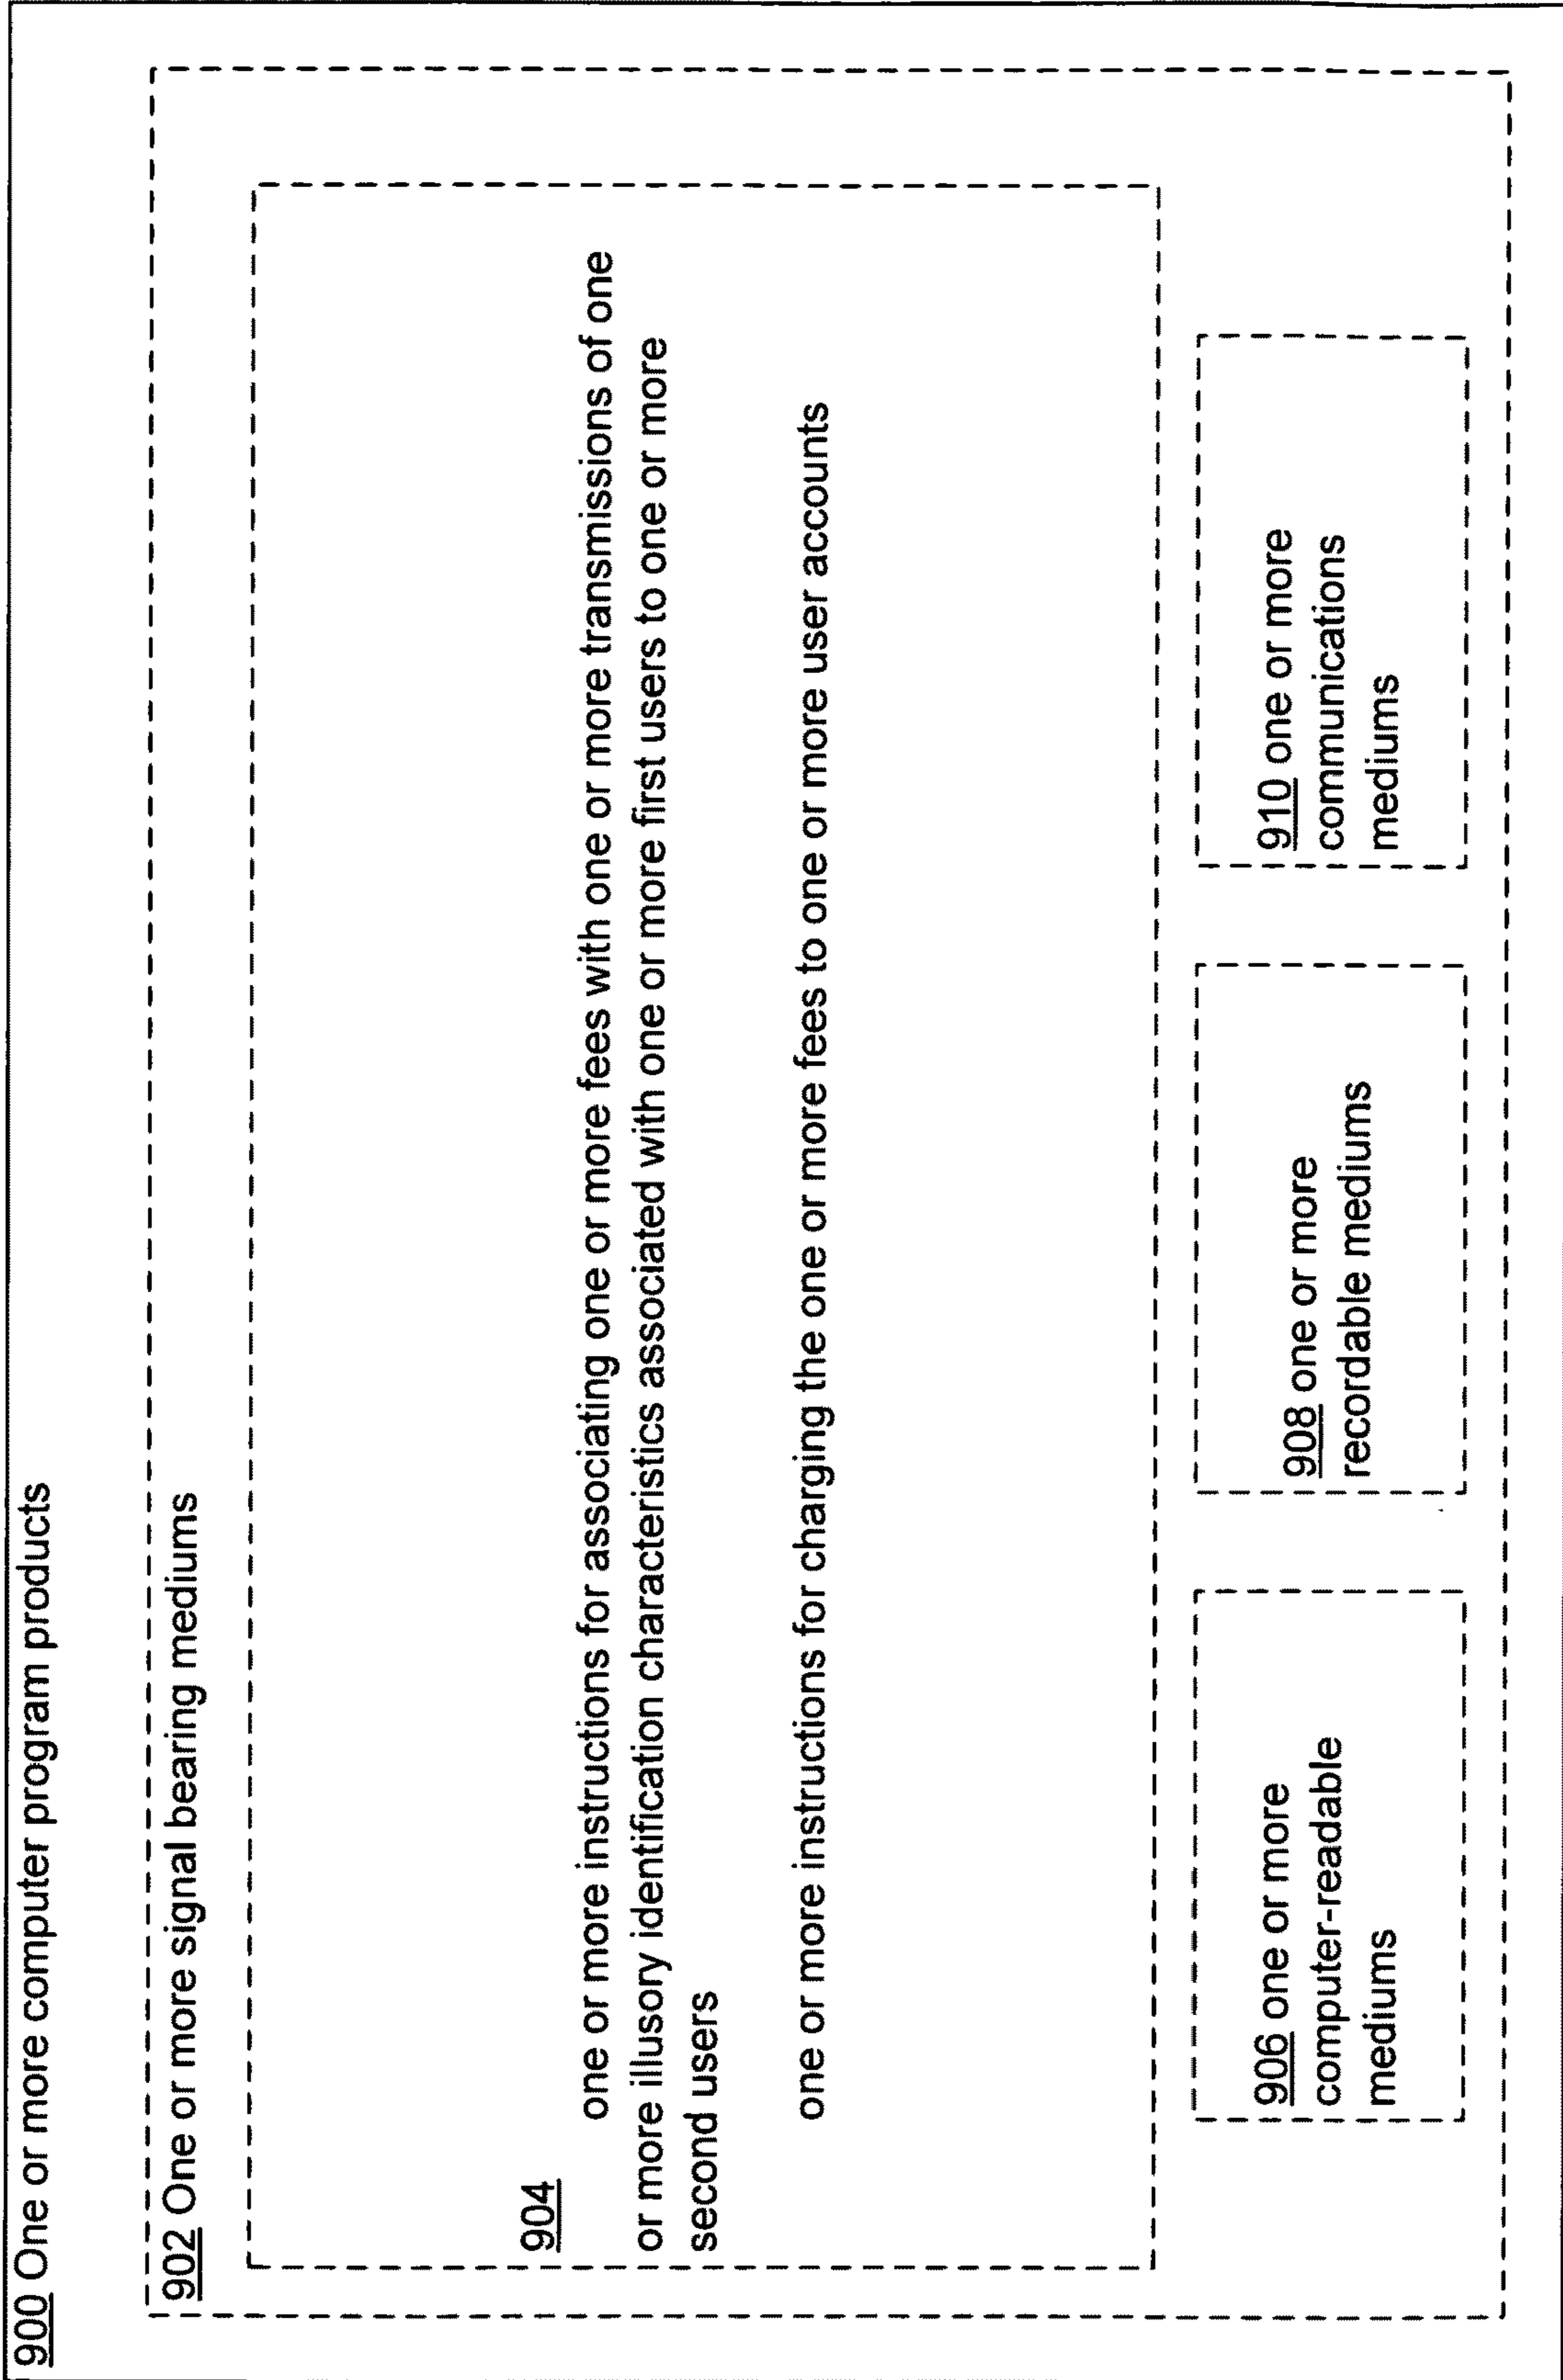 900 One or more computer program products
902 One or more signal bearing mediums
904
one or more instructions for associating one or more fees with one or more transmissions of one
or more illusory identification characteristics associated with one or more first users to one or more
second users
one or more instructions for charging the one or more fees to one or more user accounts
906 one or more
computer-readable
mediums
908 one or more
recordable mediums
910 one or more
communications
mediums